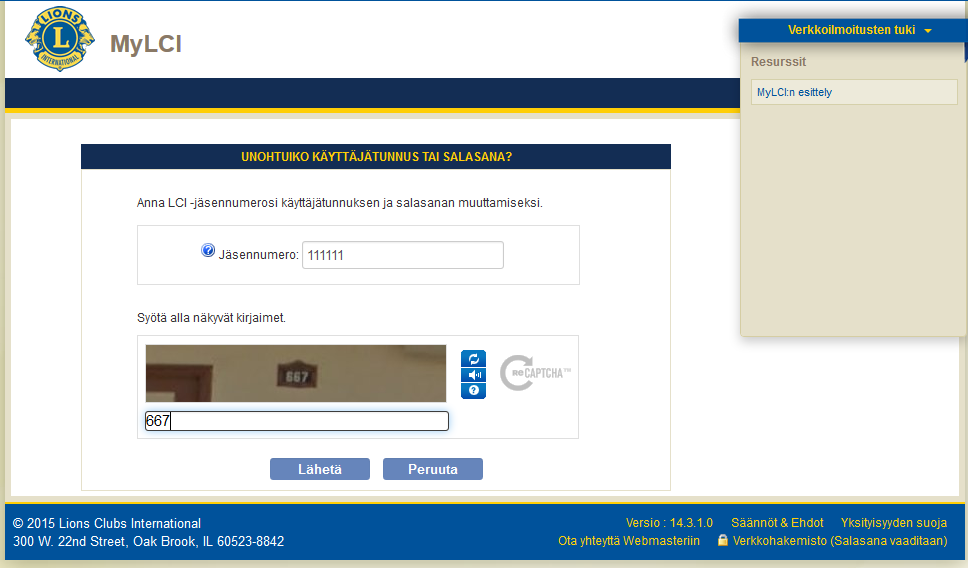 LIONS
L
INTERNATIONAL
MyLCI
Verkkoilmoitusten tuki
Resurssit
MyLCI:n esittely
UNOHTUIKO KÄYTTÄJÄTUNNUS TAI SALASANA?
Anna LCI -jäsennumerosi käyttäjätunnuksen ja salasanan muuttamiseksi.
? Jäsennumero: 111111
Syötä alla näkyvät kirjaimet.
667
?
reCAPTCHA™
667
Lähetä Peruuta
© 2015 Lions Clubs International
300 W. 22nd Street, Oak Brook, IL 60523-8842
Versio : 14.3.1.0 Säännöt & Ehdot Yksityisyyden suoja
Ota yhteyttä Webmasteriin Verkkohakemisto (Salasana vaaditaan)